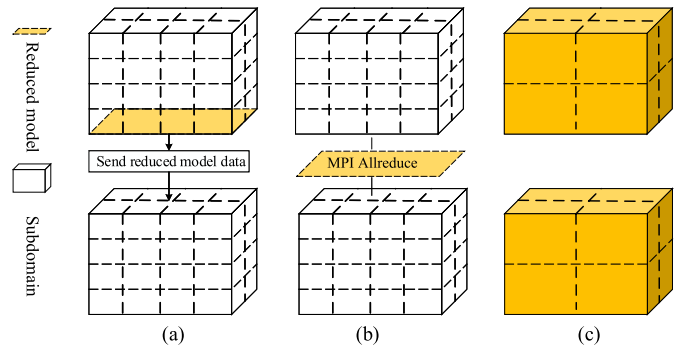 Reduced model
Subdomain
Send reduced model data
MPI Allreduce
(a)
(b)
(c)